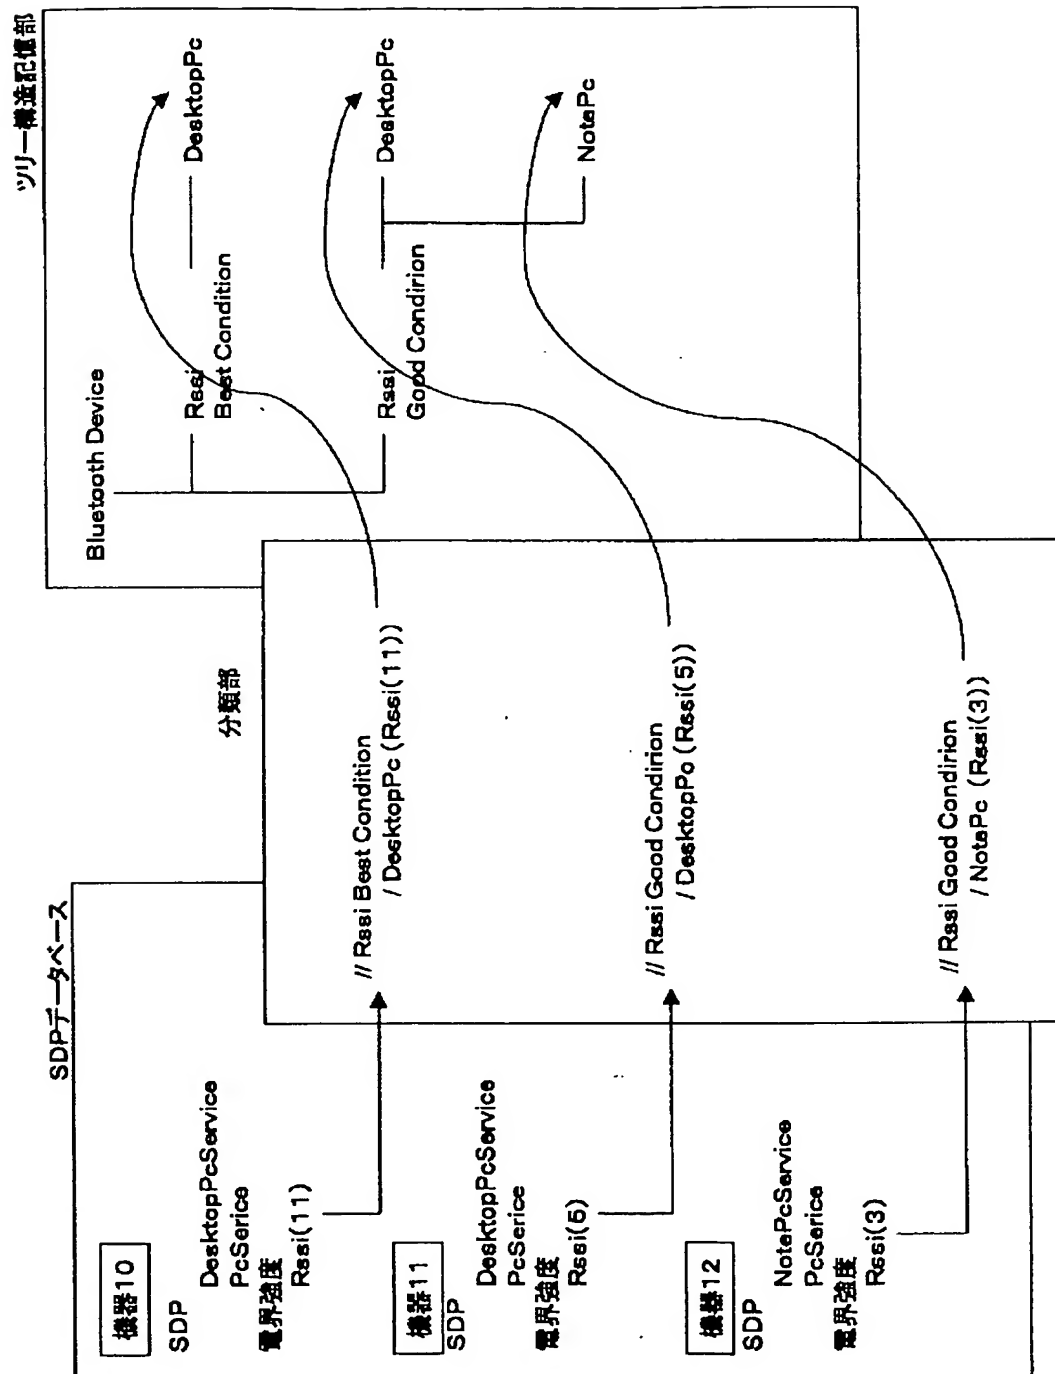 SDPデータベース
機器10
SDP
DesktopPcService
PcSerice
電界強度
Rssi(11)
機器11
SDP
DesktopPcService
PcSerice
電界強度
Rssi(5)
機器12
SDP
NotePcService
PcSerice
電界強度
Rssi(3)
分類部
// Rssi Best Condition
/ DesktopPc (Rssi(11))
// Rssi Good Condirion
/ DesktopPc (Rssi(5))
// Rssi Good Condirion
/ NotePc (Rssi(3))
ツリー構造記憶部
Bluetooth Device
Rssi
Best Condition
DesktopPc
Rssi
Good Condirion
DesktopPc
NotePc